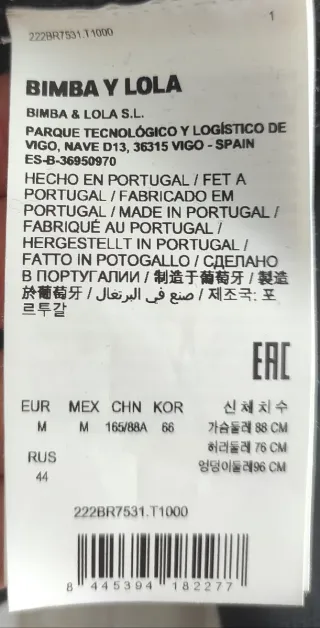 1
222BR7531.T1000
BIMBA Y LOLA
BIMBA & LOLA S.L.
PARQUE TECNOLÓGICO Y LOGÍSTICO DE
VIGO, NAVE D13, 36315 VIGO - SPAIN
ES-B-36950970
HECHO EN PORTUGAL / FET A
PORTUGAL / FABRICADO EM
PORTUGAL / MADE IN PORTUGAL /
FABRIQUÉ AU PORTUGAL /
HERGESTELLT IN PORTUGAL /
FATTO IN POTOGALLO / СДЕЛАНО
В ПОРТУГАЛИИ / 制造于葡萄牙 / 製造
於葡萄牙 / صنع في البرتغال / 제조국: 포
르투갈
EAC
EUR MEX CHN KOR 신체치수
M M 165/88A 66 가슴둘레 88 CM
허리둘레 76 CM
RUS 엉덩이둘레96 CM
44
222BR7531.T1000
8 445394 182277